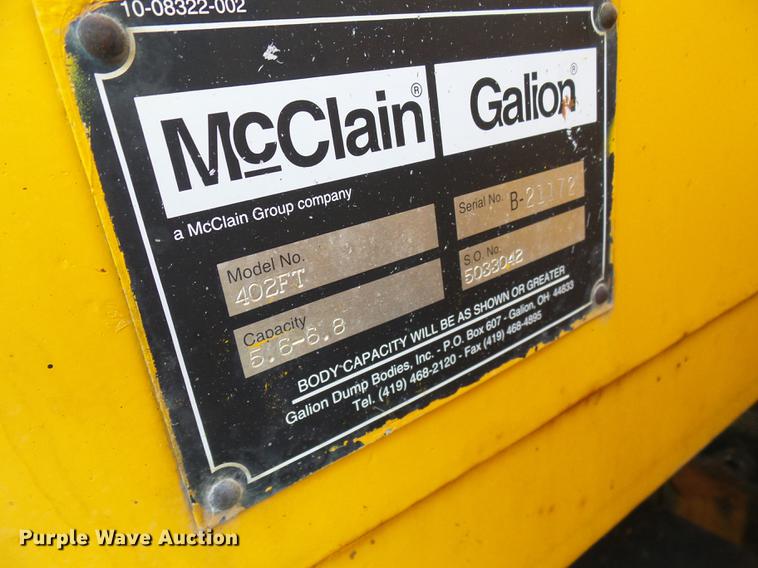 10-08322-002
McClain®
Galion®
a McClain Group company
Model No.
402FT
Serial No. B-21172
Capacity
5.6-6.8
S.O. No.
5033042
BODY CAPACITY WILL BE AS SHOWN OR GREATER
Galion Dump Bodies, Inc. - P.O. Box 607 - Galion, OH 44833
Tel. (419) 468-2120 - Fax (419) 468-4895
Purple Wave Auction